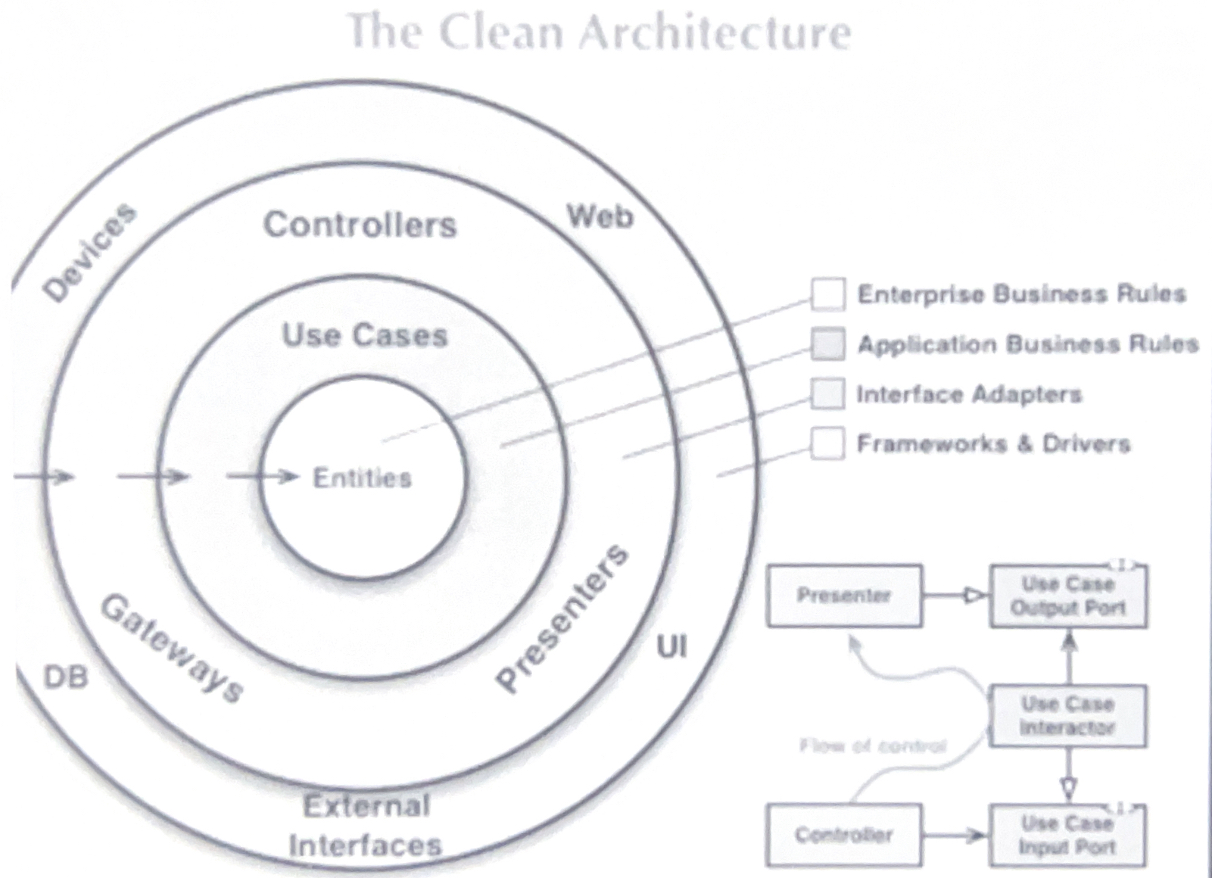 The Clean Architecture
Devices
Controllers
Web
Use Cases
Entities
Gateways
Presenters
DB
UI
External
Interfaces
Enterprise Business Rules
Application Business Rules
Interface Adapters
Frameworks & Drivers
Presenter
<I>
Use Case
Output Port
Use Case
Interactor
Flow of control
Controller
<I>
Use Case
Input Port